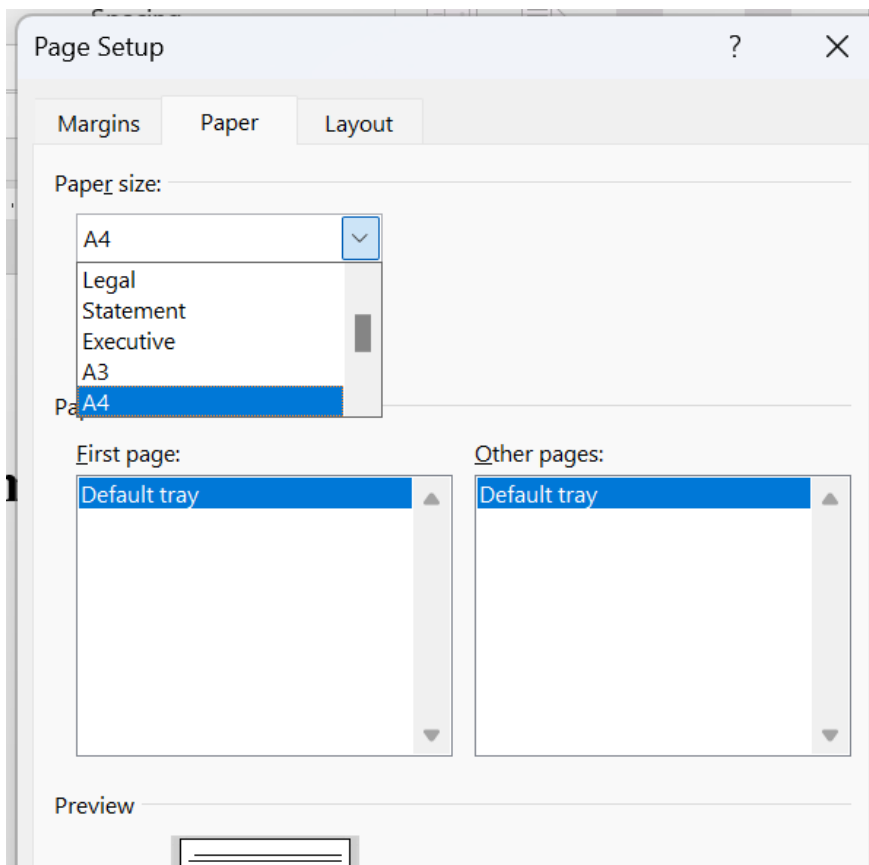 Page Setup
?
Margins
Paper
Layout
Paper size:
A4
Legal
Statement
Executive
A3
A4
First page:
Other pages:
Default tray
Default tray
Preview